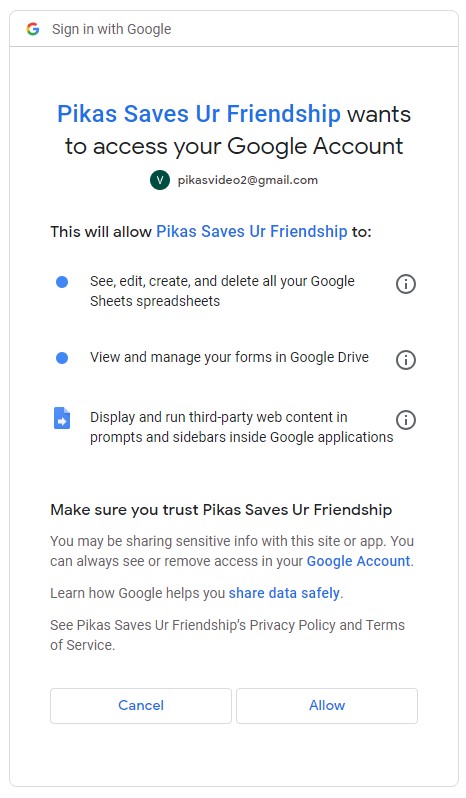 Sign in with Google
Pikas Saves Ur Friendship wants
to access your Google Account
V pikasvideo2@gmail.com
This will allow Pikas Saves Ur Friendship to:
See, edit, create, and delete all your Google
Sheets spreadsheets
View and manage your forms in Google Drive
Display and run third-party web content in
prompts and sidebars inside Google applications
Make sure you trust Pikas Saves Ur Friendship
You may be sharing sensitive info with this site or app. You
can always see or remove access in your Google Account.
Learn how Google helps you share data safely.
See Pikas Saves Ur Friendship's Privacy Policy and Terms
of Service.
Cancel Allow